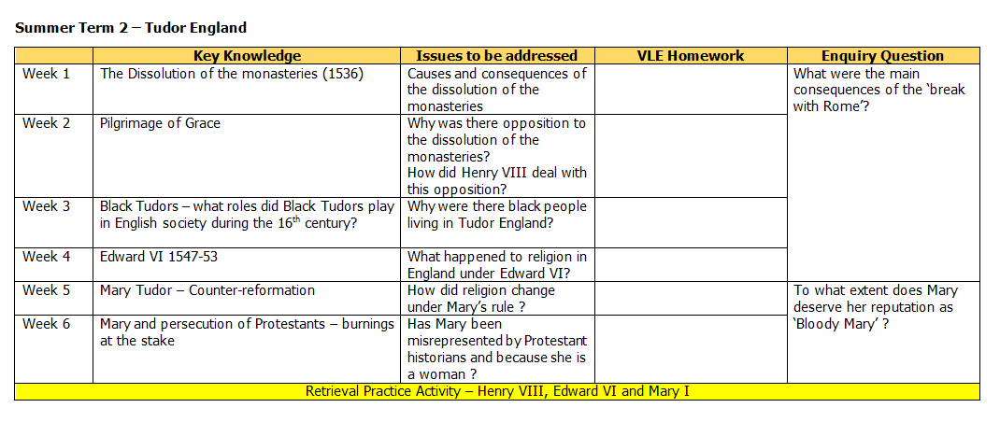 Summer Term 2 – Tudor England
Key Knowledge
Issues to be addressed
VLE Homework
Enquiry Question
Week 1
The Dissolution of the monasteries (1536)
Causes and consequences of
the dissolution of the
monasteries
What were the main
consequences of the ‘break
with Rome’?
Week 2
Pilgrimage of Grace
Why was there opposition to
the dissolution of the
monasteries?
How did Henry VIII deal with
this opposition?
Week 3
Black Tudors – what roles did Black Tudors play
in English society during the 16th century?
Why were there black people
living in Tudor England?
Week 4
Edward VI 1547-53
What happened to religion in
England under Edward VI?
Week 5
Mary Tudor – Counter-reformation
How did religion change
under Mary’s rule ?
To what extent does Mary
deserve her reputation as
‘Bloody Mary’ ?
Week 6
Mary and persecution of Protestants – burnings
at the stake
Has Mary been
misrepresented by Protestant
historians and because she is
a woman ?
Retrieval Practice Activity – Henry VIII, Edward VI and Mary I